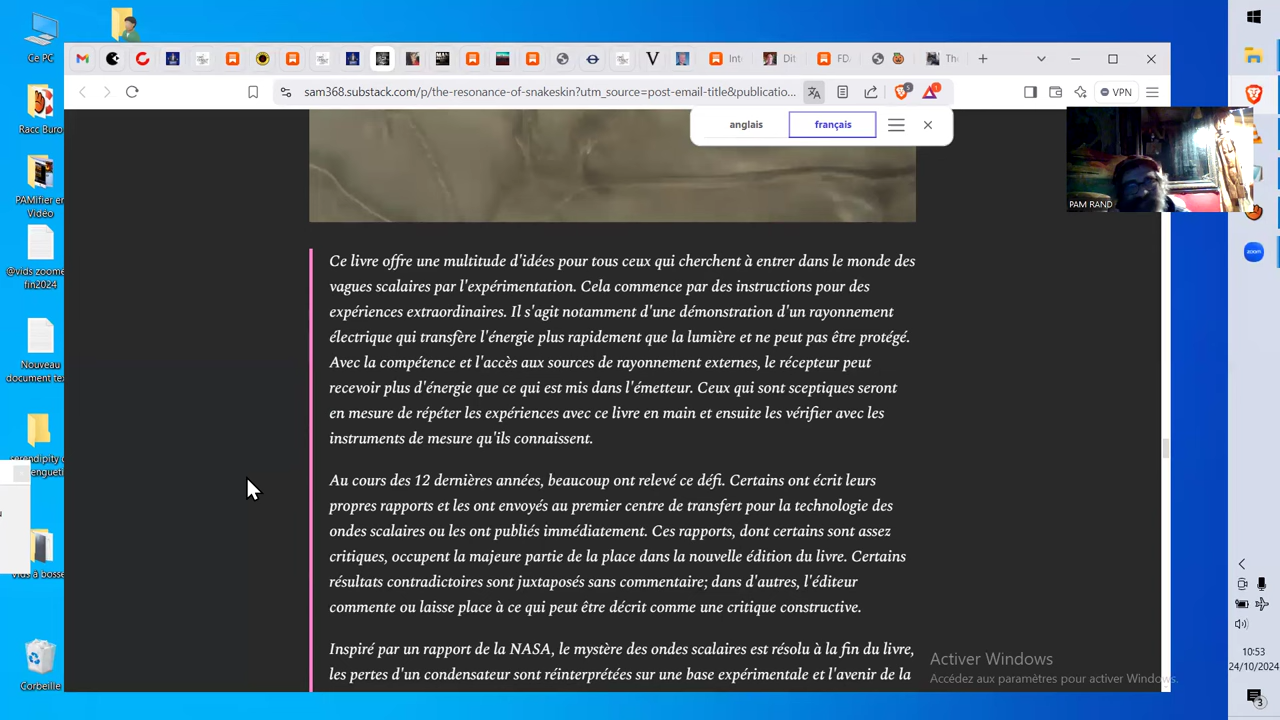 Ce PC
Racc Buro
PAMifier en
Vidéo
@vids zoome
fin2024
Nouveau
document te
Vids à bosse
Corbeille
Int
Dit
FD
Th
sam368.substack.com/p/the-resonance-of-snakeskin?utm_source=post-email-title&publicatio...
5
1
VPN
anglais
français
PAM RAND
zoom
Ce livre offre une multitude d'idées pour tous ceux qui cherchent à entrer dans le monde des
vagues scalaires par l'expérimentation. Cela commence par des instructions pour des
expériences extraordinaires. Il s'agit notamment d'une démonstration d'un rayonnement
électrique qui transfère l'énergie plus rapidement que la lumière et ne peut pas être protégé.
Avec la compétence et l'accès aux sources de rayonnement externes, le récepteur peut
recevoir plus d'énergie que ce qui est mis dans l'émetteur. Ceux qui sont sceptiques seront
en mesure de répéter les expériences avec ce livre en main et ensuite les vérifier avec les
instruments de mesure qu'ils connaissent.
Au cours des 12 dernières années, beaucoup ont relevé ce défi. Certains ont écrit leurs
propres rapports et les ont envoyés au premier centre de transfert pour la technologie des
ondes scalaires ou les ont publiés immédiatement. Ces rapports, dont certains sont assez
critiques, occupent la majeure partie de la place dans la nouvelle édition du livre. Certains
résultats contradictoires sont juxtaposés sans commentaire; dans d'autres, l'éditeur
commente ou laisse place à ce qui peut être décrit comme une critique constructive.
Inspiré par un rapport de la NASA, le mystère des ondes scalaires est résolu à la fin du livre,
les pertes d'un condensateur sont réinterprétées sur une base expérimentale et l'avenir de la
Activer Windows
Accédez aux paramètres pour activer Windows.
10:53
24/10/2024
3